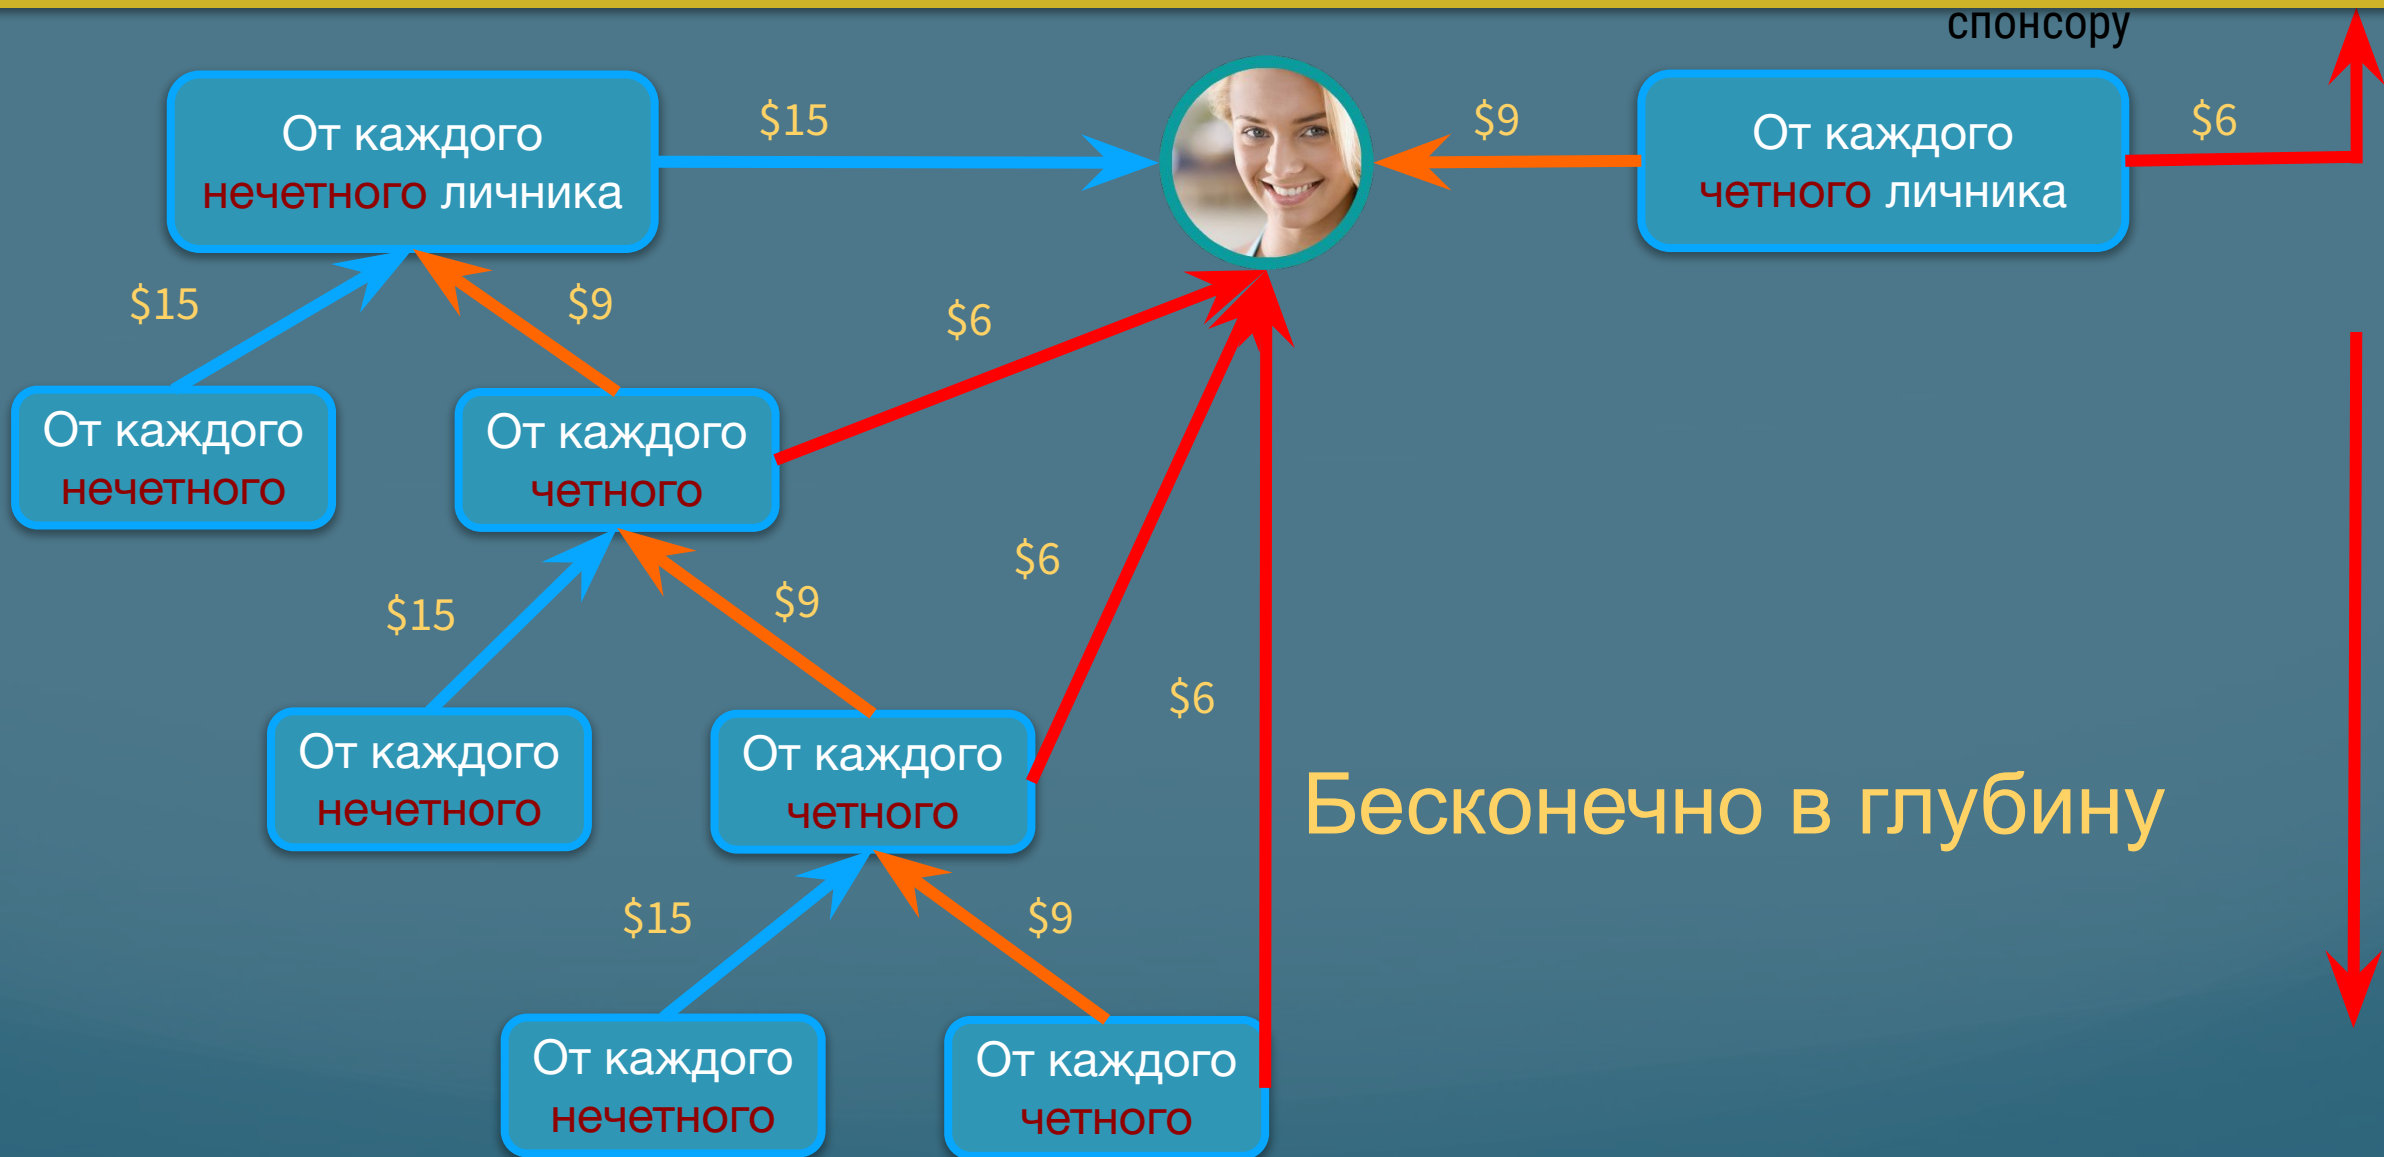 спонсору
От каждого
нечетного личника
$15
$9
От каждого
четного личника
$6
$15
$9
$6
От каждого
нечетного
От каждого
четного
$15
$9
$6
$6
От каждого
нечетного
От каждого
четного
Бесконечно в глубину
$15
$9
От каждого
нечетного
От каждого
четного